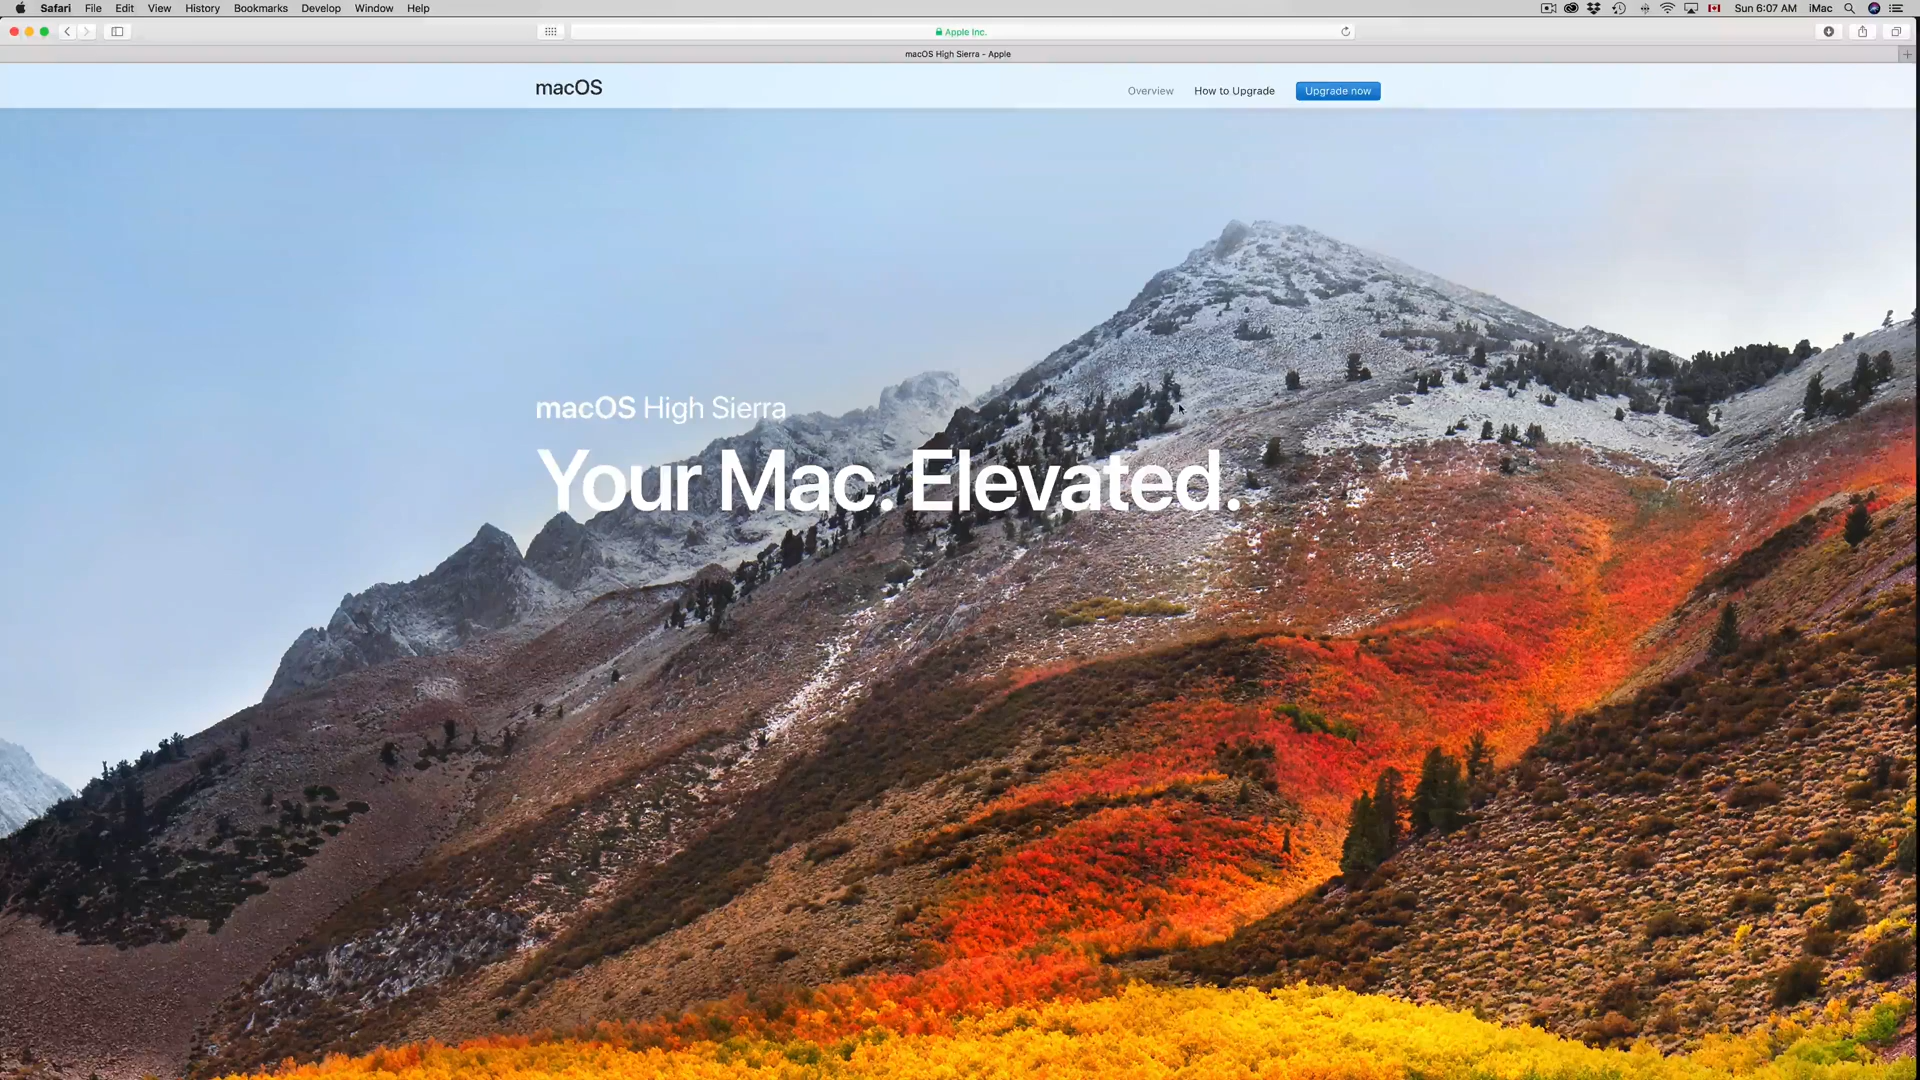 Safari File Edit View History Bookmarks Develop Window Help Sun 6:07 AM iMac
Apple Inc.
macOS High Sierra - Apple
macOS Overview How to Upgrade Upgrade now
macOS High Sierra
Your Mac. Elevated.